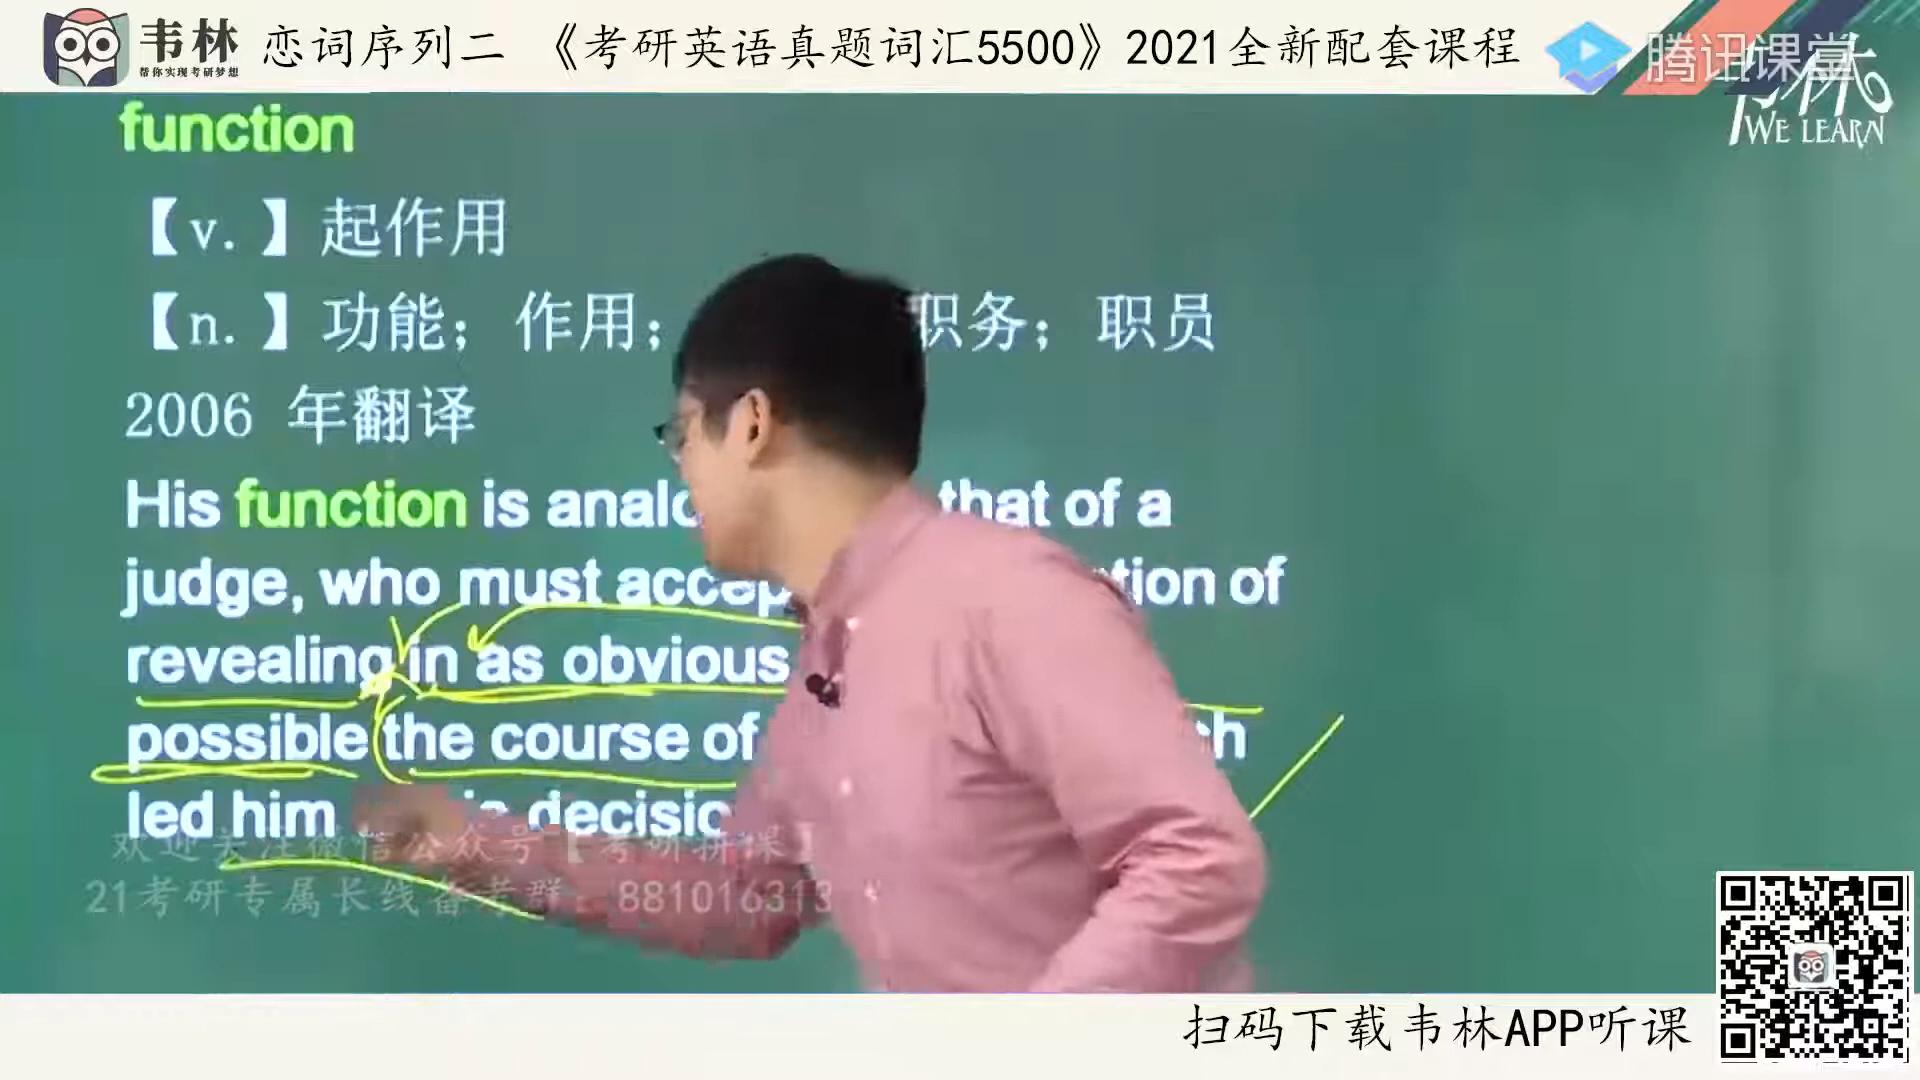 韦林
帮你实现考研梦想
恋词序列二 《考研英语真题词汇5500》2021全新配套课程
腾讯课堂
韦林
WE LEARN
function
【v.】起作用
【n.】功能；作用； 职务；职员
2006 年翻译
His function is that of a
judge, who must of
revealing in as obvious
possible the course of
led him
欢迎关注微信公众号【考研拼课】
21考研专属长线备考群：881016313
扫码下载韦林APP听课